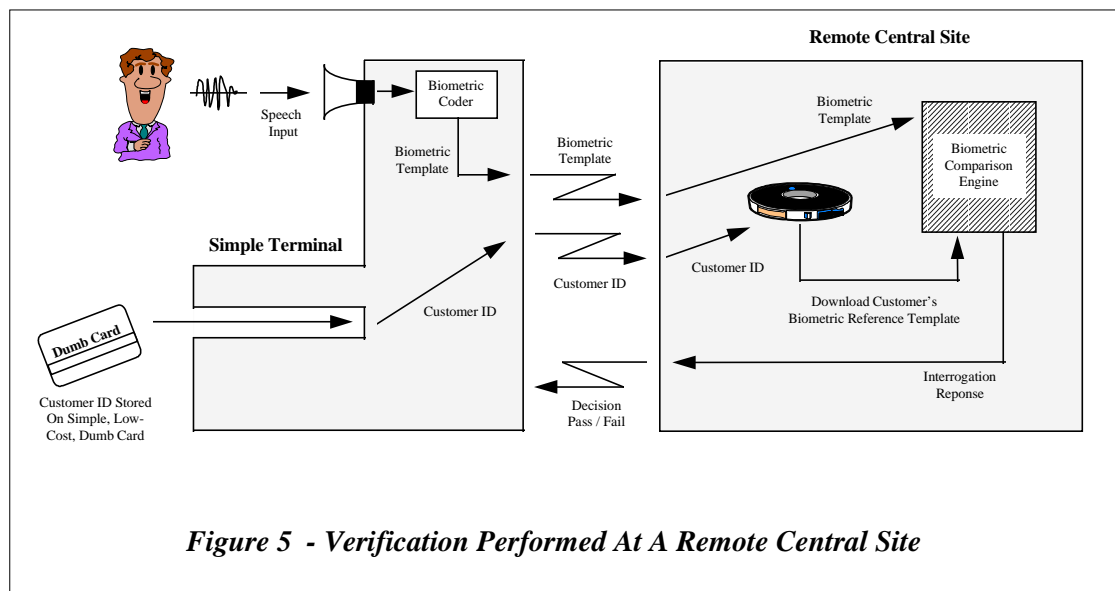 Remote Central Site
Speech
Input
Biometric
Coder
Biometric
Template
Biometric
Template
Biometric
Template
Biometric
Comparison
Engine
Simple Terminal
Customer ID
Customer ID
Customer ID
Download Customer's
Biometric Reference Template
Dumb Card
Customer ID Stored
On Simple, Low-
Cost, Dumb Card
Decision
Pass / Fail
Interrogation
Reponse
Figure 5 - Verification Performed At A Remote Central Site